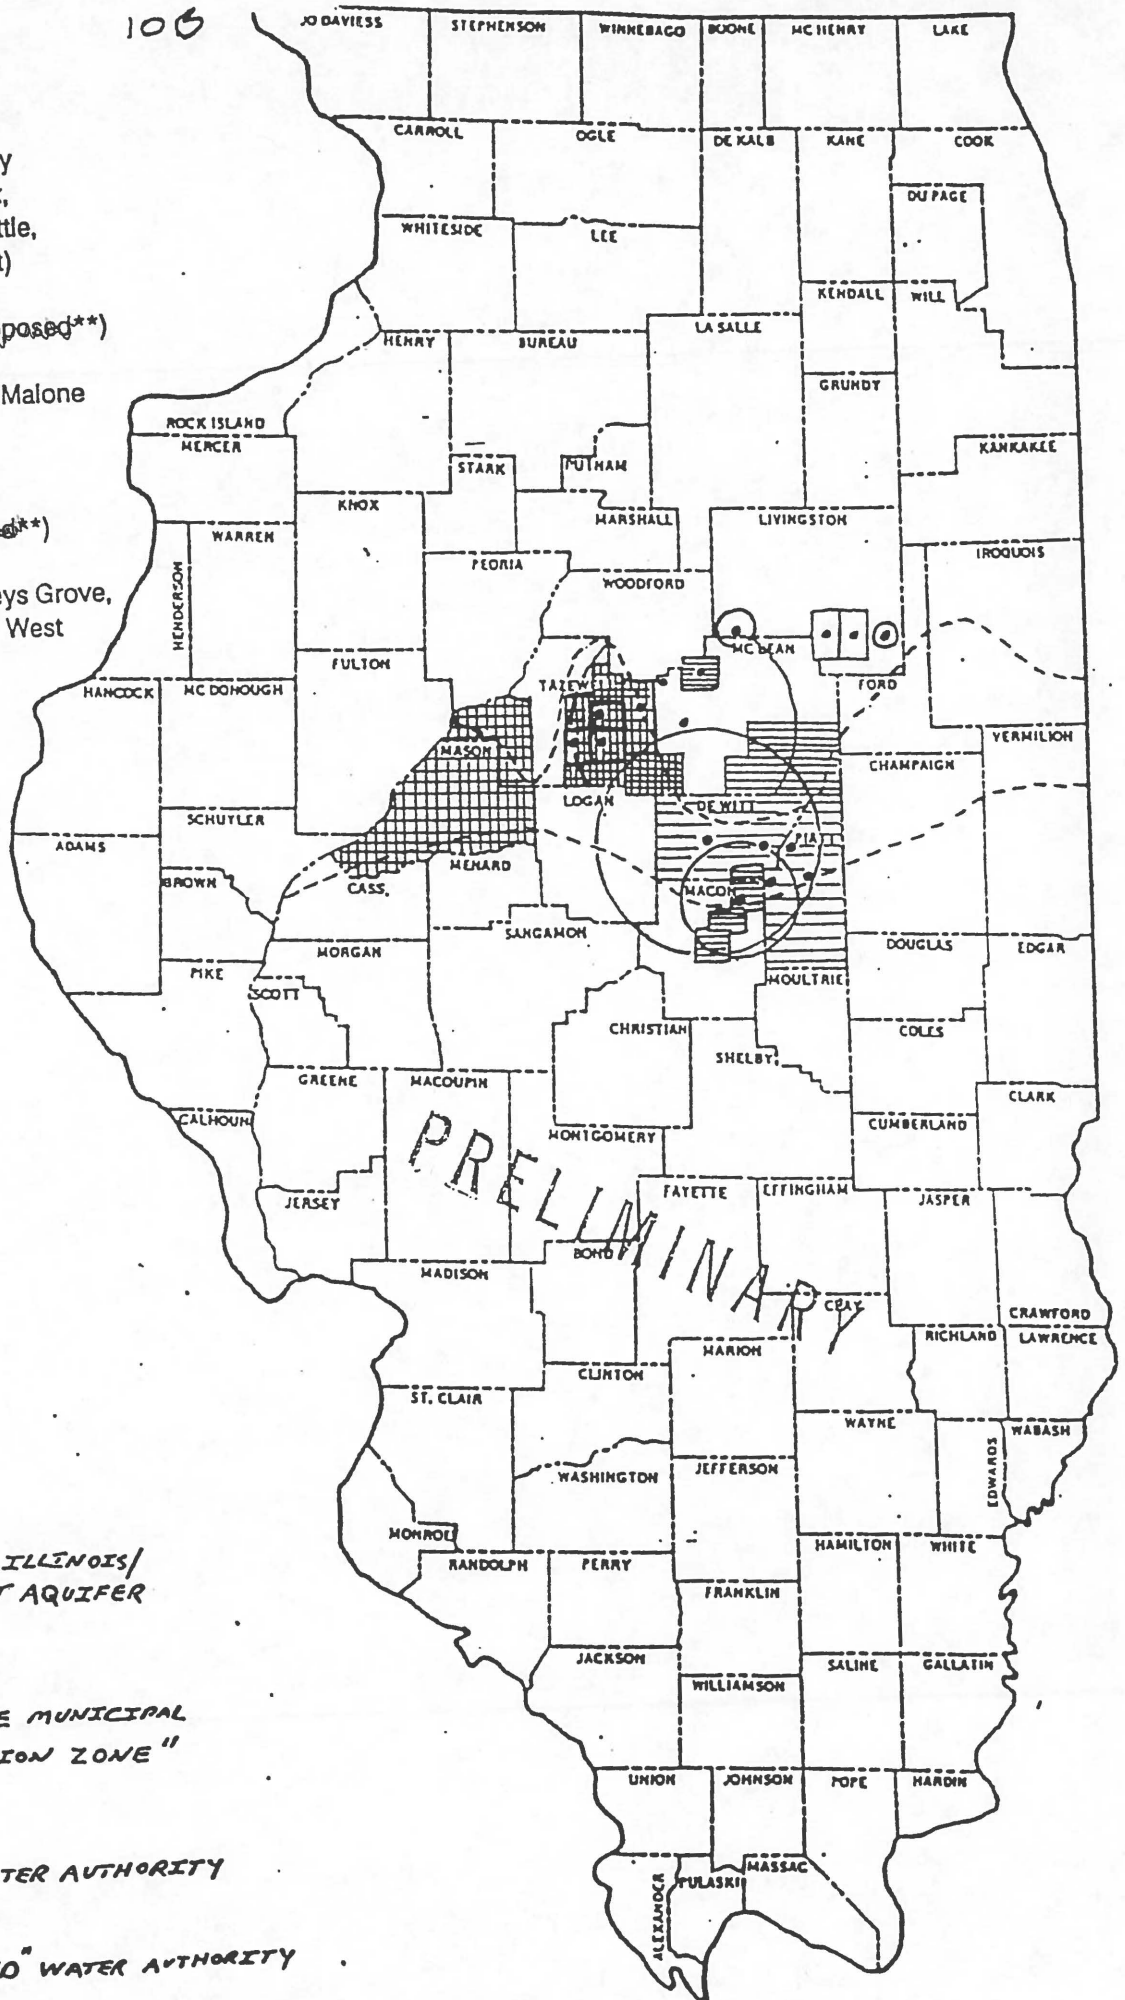 10B
JO DAVIESS
STEPHENSON
WINNEBAGO
BOONE
MCHENRY
LAKE
CARROLL
OGLE
DE KALB
KANE
COOK
DU PAGE
WHITESIDE
LEE
KENDALL
WILL
LA SALLE
HENRY
BUREAU
GRUNDY
ROCK ISLAND
MERCER
STARK
PUTNAM
KANKAKEE
KNOX
MARSHALL
LIVINGSTON
WARREN
HENDERSON
PEORIA
WOODFORD
IROQUOIS
MC LEAN
FULTON
TAZEWELL
FORD
HANCOCK
MC DONOUGH
MASON
VERMILION
CHAMPAIGN
LOGAN
DE WITT
SCHUYLER
ADAMS
MENARD
PIATT
BROWN
CASS
MACON
SANGAMON
DOUGLAS
EDGAR
MORGAN
PIKE
SCOTT
MOULTRIE
CHRISTIAN
COLES
SHELBY
GREENE
MACOUPIN
CLARK
CALHOUN
MONTGOMERY
CUMBERLAND
JERSEY
FAYETTE
EFFINGHAM
JASPER
PRELIMINARY
BOND
MADISON
CLAY
CRAWFORD
RICHLAND
LAWRENCE
MARION
CLINTON
ST. CLAIR
WAYNE
WABASH
EDWARDS
WASHINGTON
JEFFERSON
MONROE
RANDOLPH
PERRY
HAMILTON
WHITE
FRANKLIN
JACKSON
SALINE
GALLATIN
WILLIAMSON
UNION
JOHNSON
POPE
HARDIN
ALEXANDER
PULASKI
MASSAC
y
,
ttle,
t)
posed**)
Malone
d**)
eys Grove,
West
ILLINOIS/
T AQUIFER
E MUNICIPAL
ION ZONE"
TER AUTHORITY
D" WATER AUTHORITY